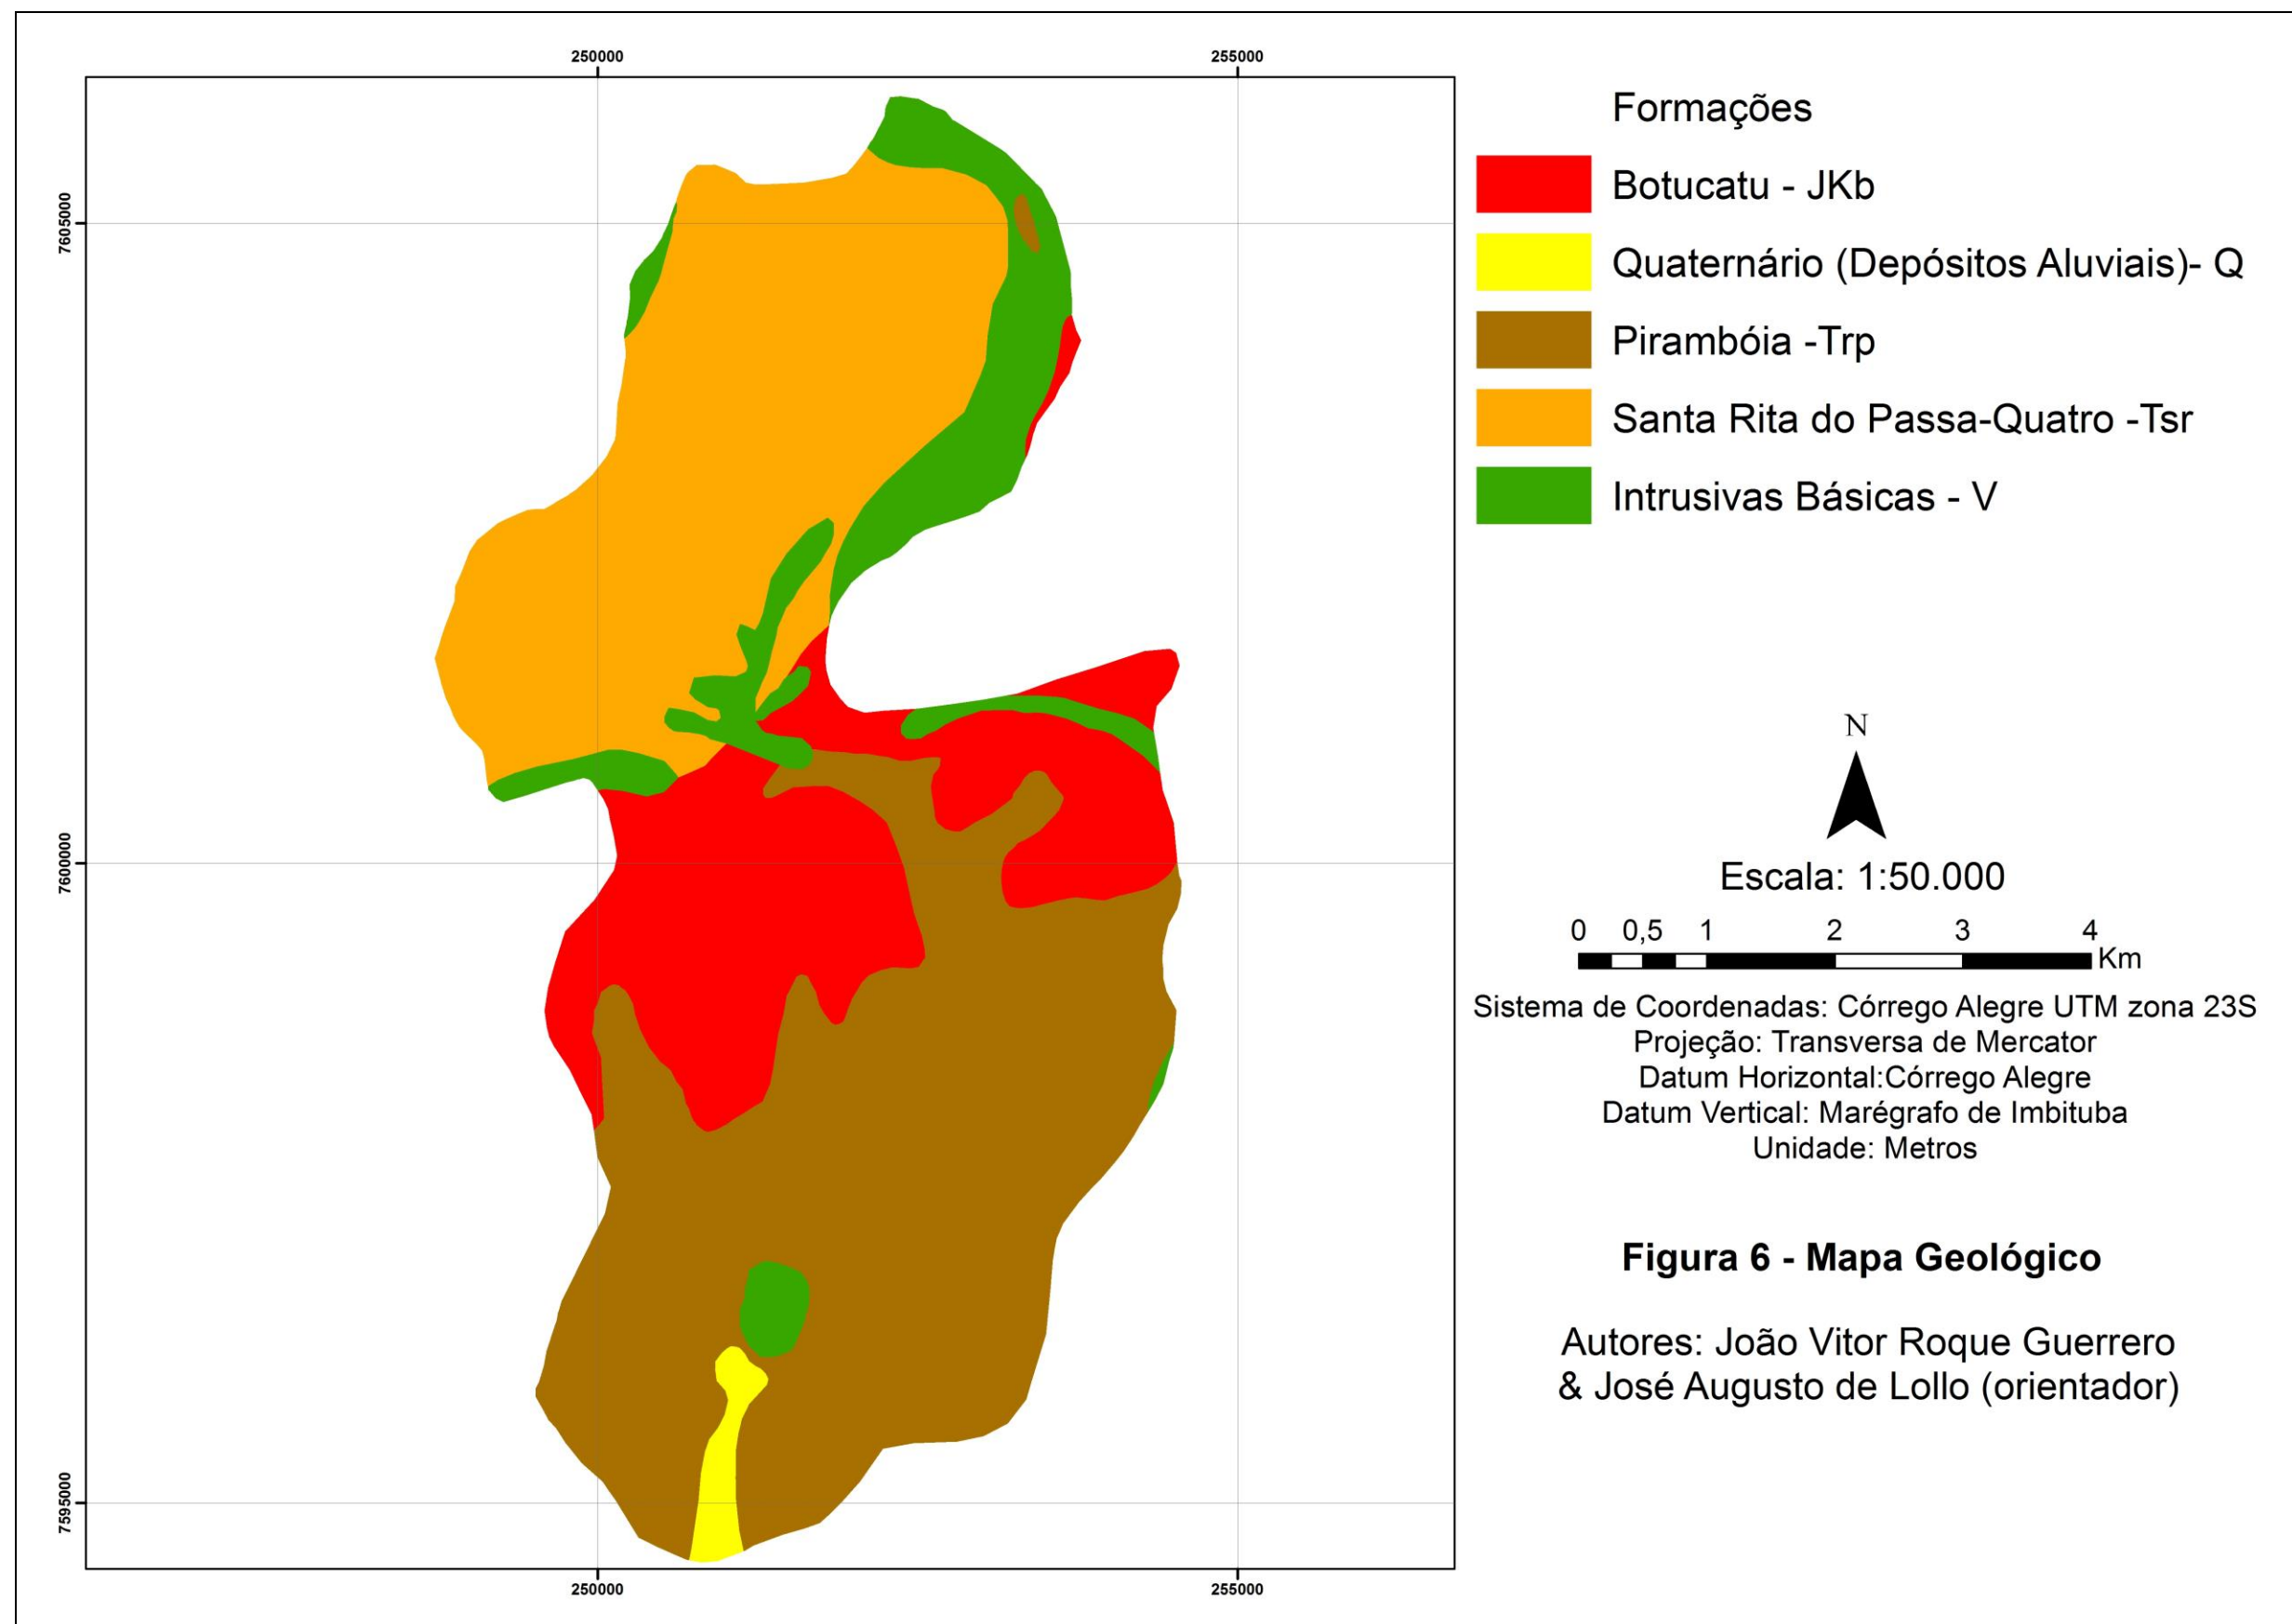 250000
255000
7605000
7600000
7595000
250000
255000
Formações
Botucatu - JKb
Quaternário (Depósitos Aluviais)- Q
Pirambóia -Trp
Santa Rita do Passa-Quatro -Tsr
Intrusivas Básicas - V
N
Escala: 1:50.000
0 0,5 1 2 3 4
Km
Sistema de Coordenadas: Córrego Alegre UTM zona 23S
Projeção: Transversa de Mercator
Datum Horizontal:Córrego Alegre
Datum Vertical: Marégrafo de Imbituba
Unidade: Metros
Figura 6 - Mapa Geológico
Autores: João Vitor Roque Guerrero
& José Augusto de Lollo (orientador)